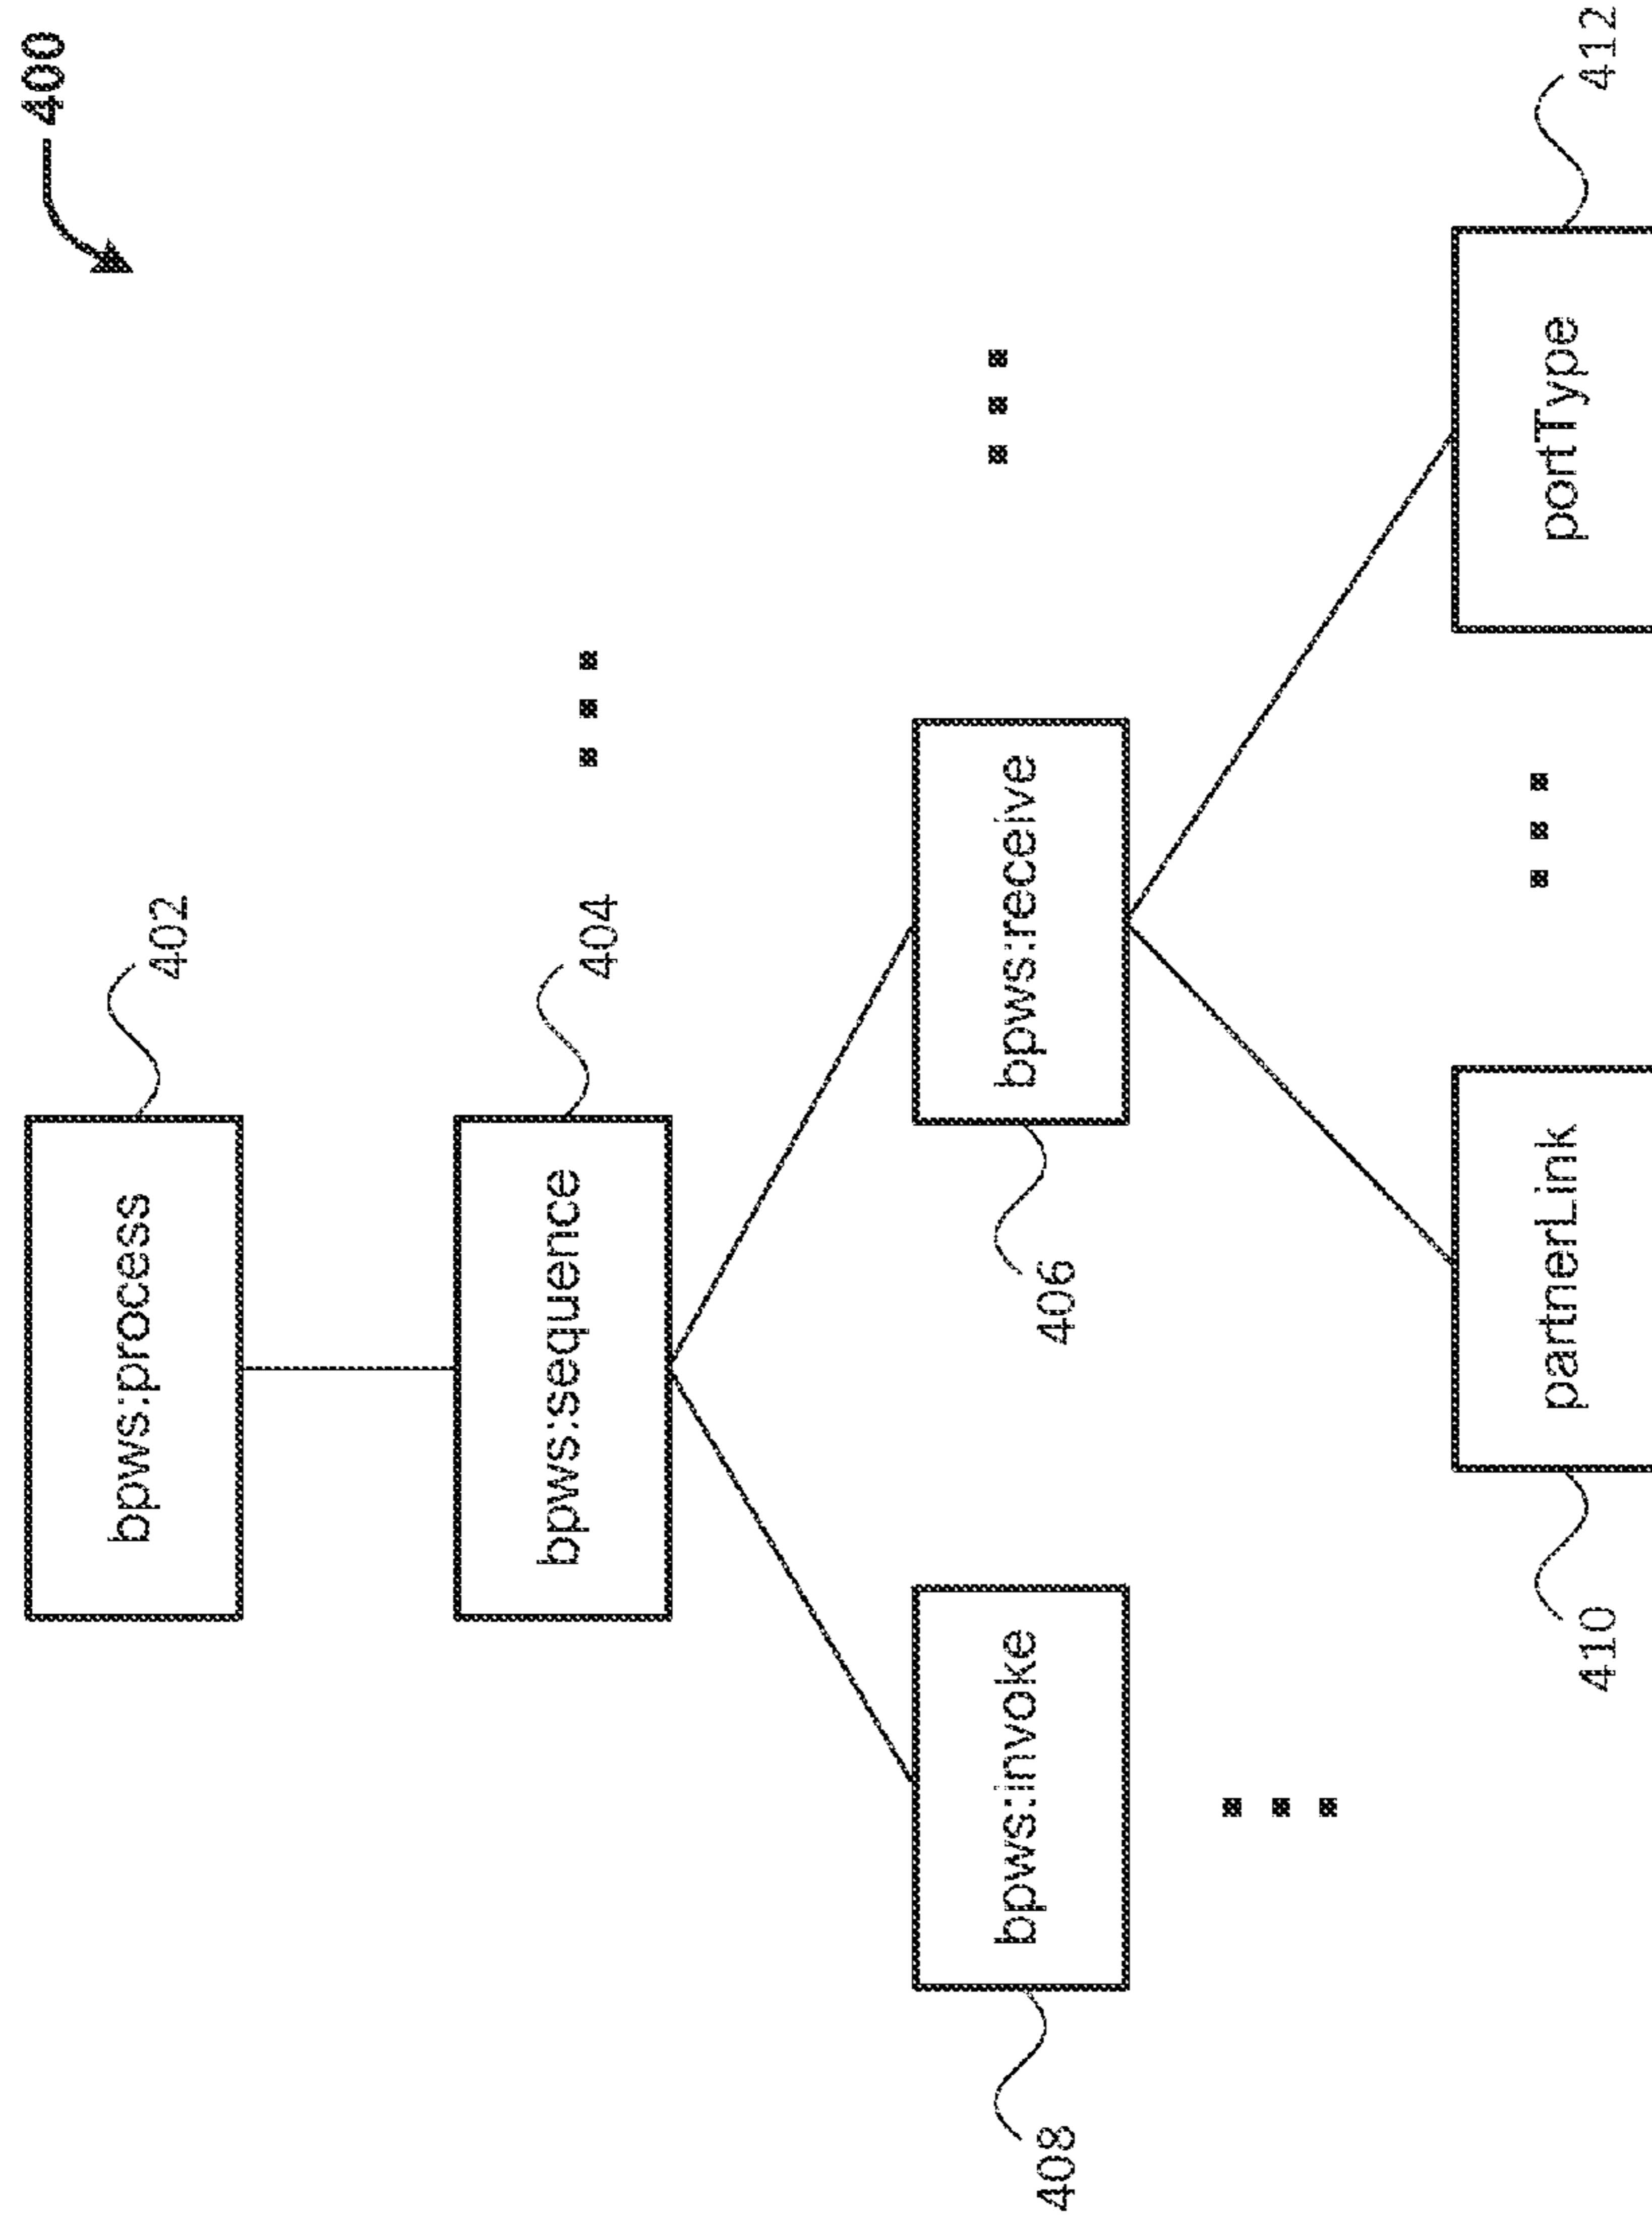 400
bpws:process
402
bpws:sequence
404
bpws:invoke
408
bpws:receive
406
partnerLink
410
portType
412